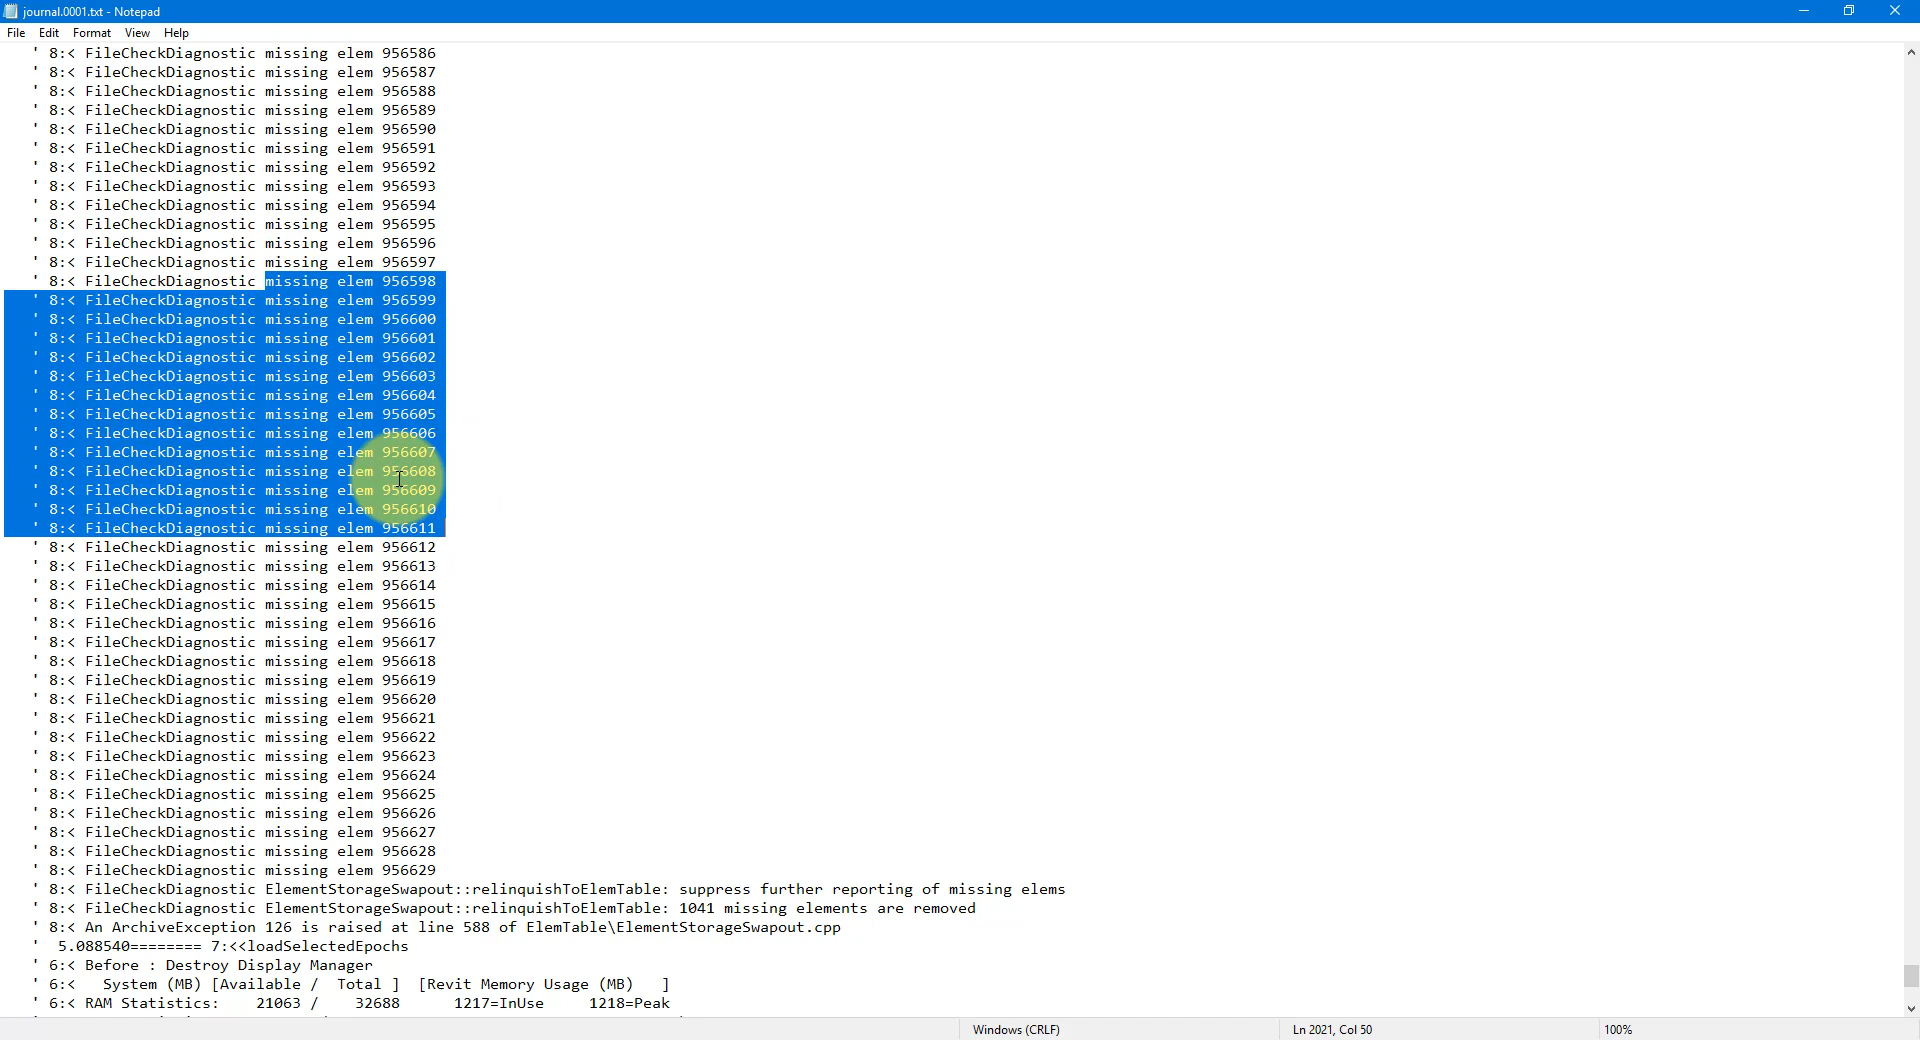 journal.0001.txt - Notepad
File Edit Format View Help
' 8:< FileCheckDiagnostic missing elem 956586
' 8:< FileCheckDiagnostic missing elem 956587
' 8:< FileCheckDiagnostic missing elem 956588
' 8:< FileCheckDiagnostic missing elem 956589
' 8:< FileCheckDiagnostic missing elem 956590
' 8:< FileCheckDiagnostic missing elem 956591
' 8:< FileCheckDiagnostic missing elem 956592
' 8:< FileCheckDiagnostic missing elem 956593
' 8:< FileCheckDiagnostic missing elem 956594
' 8:< FileCheckDiagnostic missing elem 956595
' 8:< FileCheckDiagnostic missing elem 956596
' 8:< FileCheckDiagnostic missing elem 956597
' 8:< FileCheckDiagnostic missing elem 956598
' 8:< FileCheckDiagnostic missing elem 956599
' 8:< FileCheckDiagnostic missing elem 956600
' 8:< FileCheckDiagnostic missing elem 956601
' 8:< FileCheckDiagnostic missing elem 956602
' 8:< FileCheckDiagnostic missing elem 956603
' 8:< FileCheckDiagnostic missing elem 956604
' 8:< FileCheckDiagnostic missing elem 956605
' 8:< FileCheckDiagnostic missing elem 956606
' 8:< FileCheckDiagnostic missing elem 956607
' 8:< FileCheckDiagnostic missing elem 956608
' 8:< FileCheckDiagnostic missing elem 956609
' 8:< FileCheckDiagnostic missing elem 956610
' 8:< FileCheckDiagnostic missing elem 956611
' 8:< FileCheckDiagnostic missing elem 956612
' 8:< FileCheckDiagnostic missing elem 956613
' 8:< FileCheckDiagnostic missing elem 956614
' 8:< FileCheckDiagnostic missing elem 956615
' 8:< FileCheckDiagnostic missing elem 956616
' 8:< FileCheckDiagnostic missing elem 956617
' 8:< FileCheckDiagnostic missing elem 956618
' 8:< FileCheckDiagnostic missing elem 956619
' 8:< FileCheckDiagnostic missing elem 956620
' 8:< FileCheckDiagnostic missing elem 956621
' 8:< FileCheckDiagnostic missing elem 956622
' 8:< FileCheckDiagnostic missing elem 956623
' 8:< FileCheckDiagnostic missing elem 956624
' 8:< FileCheckDiagnostic missing elem 956625
' 8:< FileCheckDiagnostic missing elem 956626
' 8:< FileCheckDiagnostic missing elem 956627
' 8:< FileCheckDiagnostic missing elem 956628
' 8:< FileCheckDiagnostic missing elem 956629
' 8:< FileCheckDiagnostic ElementStorageSwapout::relinquishToElemTable: suppress further reporting of missing elems
' 8:< FileCheckDiagnostic ElementStorageSwapout::relinquishToElemTable: 1041 missing elements are removed
' 8:< An ArchiveException 126 is raised at line 588 of ElemTable\ElementStorageSwapout.cpp
'  5.088540======== 7:<<loadSelectedEpochs
' 6:< Before : Destroy Display Manager
' 6:<   System (MB) [Available /  Total ]  [Revit Memory Usage (MB)   ]
' 6:< RAM Statistics:    21063 /    32688      1217=InUse     1218=Peak
Windows (CRLF) Ln 2021, Col 50 100%